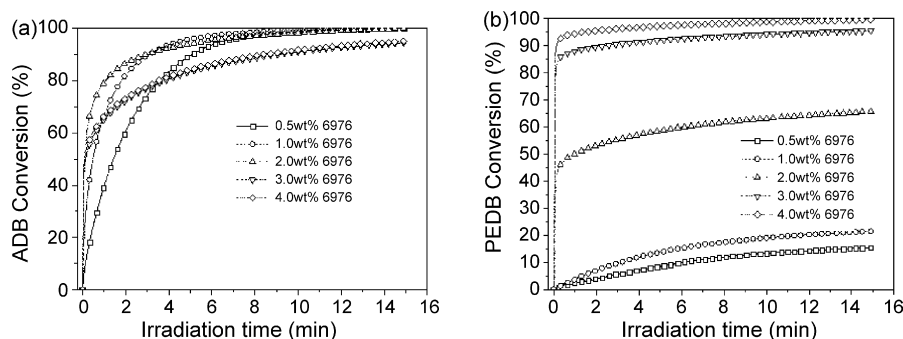 (a)
ADB Conversion (%)
100
80
60
40
20
0
0.5wt% 6976
1.0wt% 6976
2.0wt% 6976
3.0wt% 6976
4.0wt% 6976
0 2 4 6 8 10 12 14 16
Irradiation time (min)
(b)
PEDB Conversion (%)
100
90
80
70
60
50
40
30
20
10
0
0.5wt% 6976
1.0wt% 6976
2.0wt% 6976
3.0wt% 6976
4.0wt% 6976
0 2 4 6 8 10 12 14 16
Irradiation time (min)